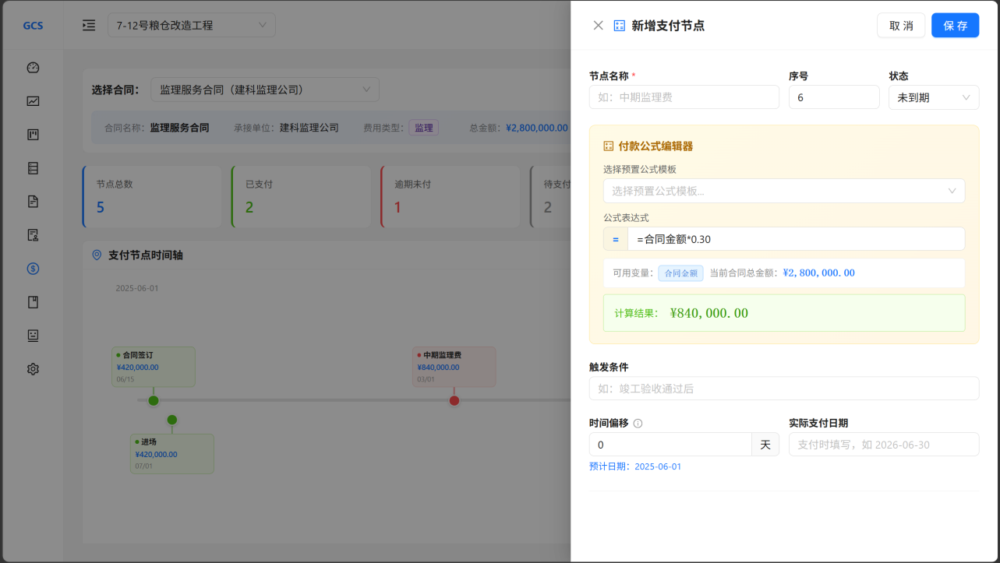 GCS
7-12号粮仓改造工程
选择合同：
监理服务合同（建科监理公司）
合同名称：监理服务合同
承接单位：建科监理公司
费用类型：监理
总金额：¥2,800,000.00
节点总数
5
已支付
2
逾期未付
1
待支付
2
支付节点时间轴
2025-06-01
合同签订
¥420,000.00
06/15
进场
¥420,000.00
07/01
中期监理费
¥840,000.00
03/01
新增支付节点
取 消
保 存
节点名称 *
如：中期监理费
序号
6
状态
未到期
付款公式编辑器
选择预置公式模板
选择预置公式模板...
公式表达式
= =合同金额*0.30
可用变量： 合同金额 当前合同总金额：¥2,800,000.00
计算结果： ¥840,000.00
触发条件
如：竣工验收通过后
时间偏移
0 天
预计日期：2025-06-01
实际支付日期
支付时填写，如 2026-06-30